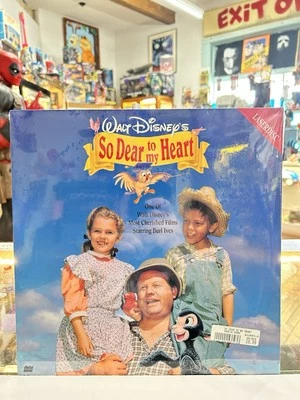 EXIT O
WALT DISNEY'S
LASERDISC
So Dear to my Heart
One Of
Walt Disney's
Most Cherished Films
Starring Burl Ives